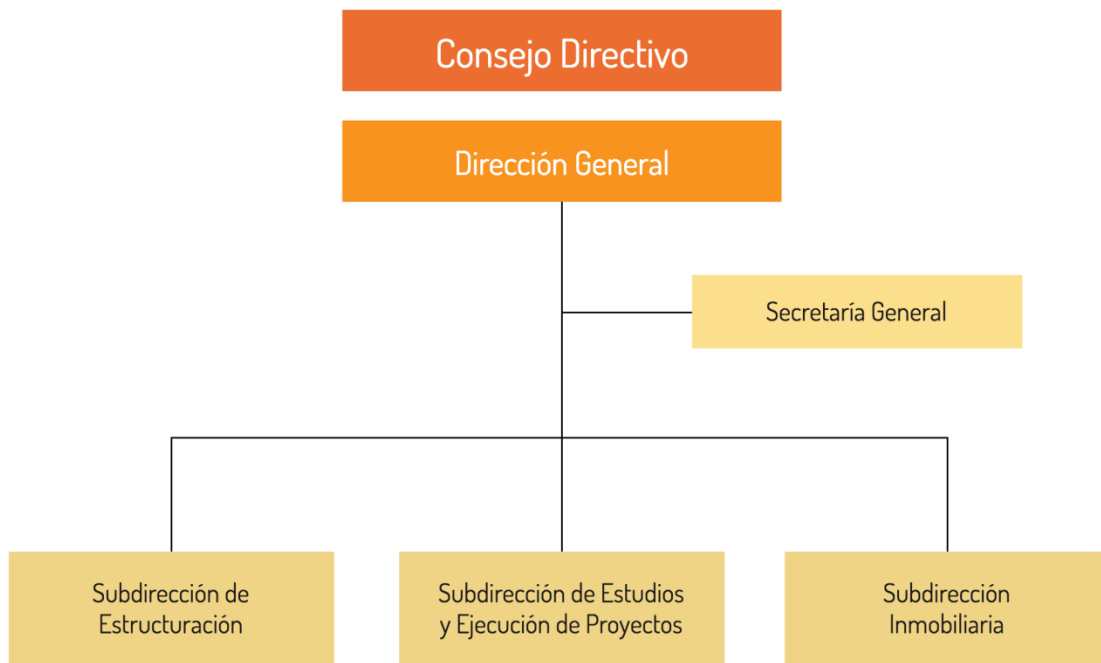 Consejo Directivo
Dirección General
Secretaría General
Subdirección de
Estructuración
Subdirección de Estudios
y Ejecución de Proyectos
Subdirección
Inmobiliaria